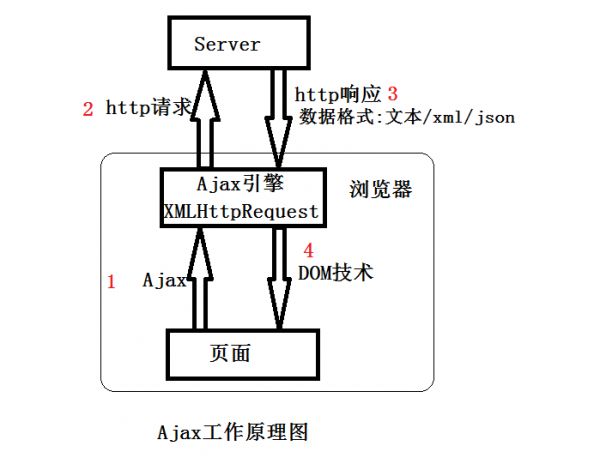 Server
2 http请求
http响应 3
数据格式:文本/xml/json
Ajax引擎
XMLHttpRequest
浏览器
1 Ajax
4
DOM技术
页面
Ajax工作原理图